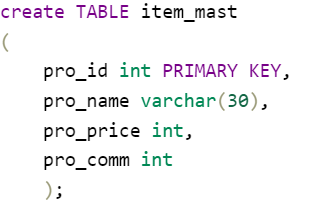 create TABLE item_mast
(
pro_id int PRIMARY KEY,
pro_name varchar(30),
pro_price int,
pro_comm int
);